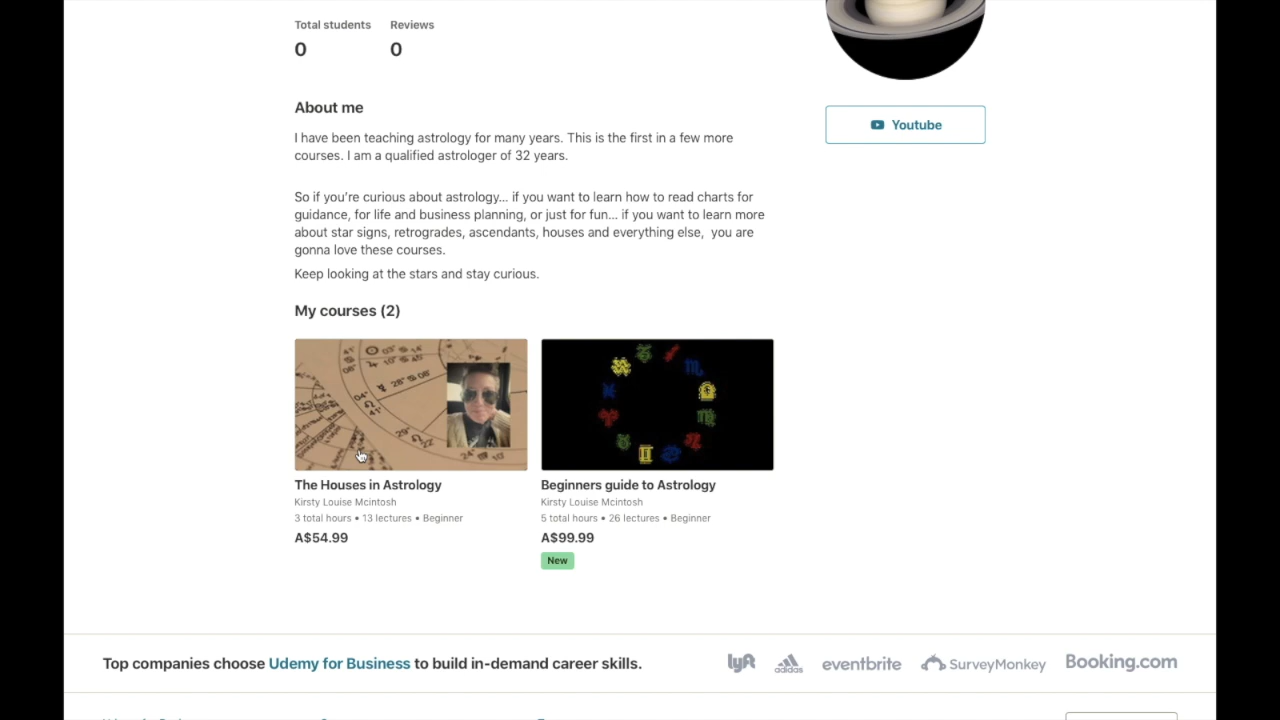 Total students Reviews
0 0
Youtube
About me
I have been teaching astrology for many years. This is the first in a few more
courses. I am a qualified astrologer of 32 years.
So if you're curious about astrology... if you want to learn how to read charts for
guidance, for life and business planning, or just for fun... if you want to learn more
about star signs, retrogrades, ascendants, houses and everything else, you are
gonna love these courses.
Keep looking at the stars and stay curious.
My courses (2)
The Houses in Astrology
Kirsty Louise Mcintosh
3 total hours • 13 lectures • Beginner
A$54.99
Beginners guide to Astrology
Kirsty Louise Mcintosh
5 total hours • 26 lectures • Beginner
A$99.99
New
Top companies choose Udemy for Business to build in-demand career skills.
lyft adidas eventbrite SurveyMonkey Booking.com